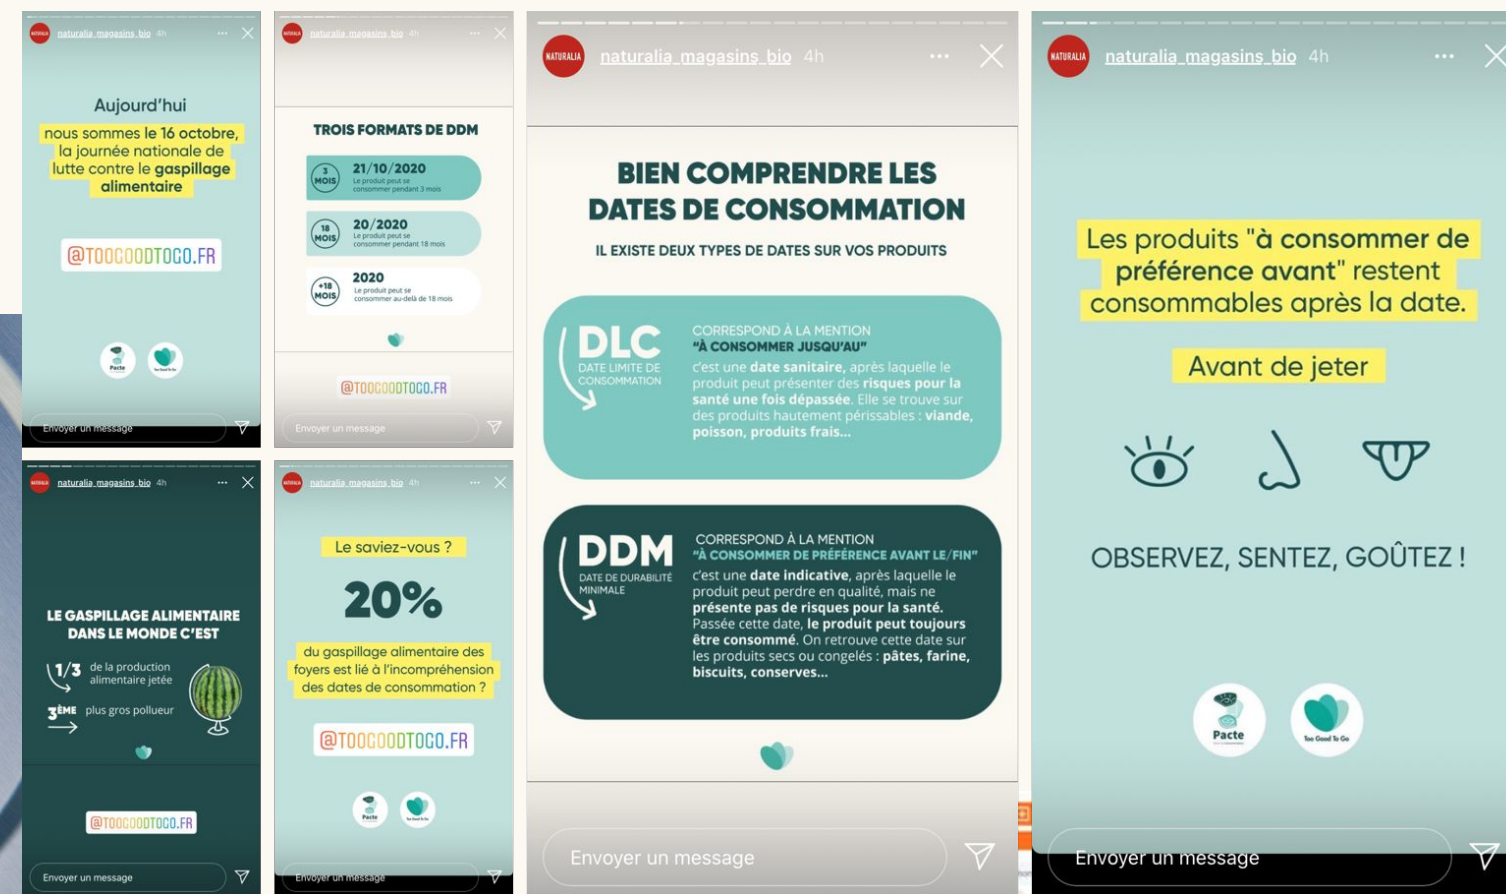 NATURALIA
naturalia_magasins_bio 4h
Aujourd'hui
nous sommes le 16 octobre,
la journée nationale de
lutte contre le gaspillage
alimentaire
@TOOGOODTOGO.FR
Pacte
Too Good To Go
Envoyer un message
NATURALIA
naturalia_magasins_bio 4h
TROIS FORMATS DE DDM
3 MOIS
21/10/2020
Le produit peut se
consommer pendant 3 mois
18 MOIS
20/2020
Le produit peut se
consommer pendant 18 mois
+18 MOIS
2020
Le produit peut se
consommer au-delà de 18 mois
@TOOGOODTOGO.FR
Envoyer un message
NATURALIA
naturalia_magasins_bio 4h
LE GASPILLAGE ALIMENTAIRE
DANS LE MONDE C'EST
1/3 de la production
alimentaire jetée
3ÈME plus gros pollueur
@TOOGOODTOGO.FR
Envoyer un message
NATURALIA
naturalia_magasins_bio 4h
Le saviez-vous ?
20%
du gaspillage alimentaire des
foyers est lié à l'incompréhension
des dates de consommation ?
@TOOGOODTOGO.FR
Pacte
Too Good To Go
Envoyer un message
NATURALIA
naturalia_magasins_bio 4h
BIEN COMPRENDRE LES
DATES DE CONSOMMATION
IL EXISTE DEUX TYPES DE DATES SUR VOS PRODUITS
DLC
DATE LIMITE DE
CONSOMMATION
CORRESPOND À LA MENTION
"À CONSOMMER JUSQU'AU"
c'est une date sanitaire, après laquelle le
produit peut présenter des risques pour la
santé une fois dépassée. Elle se trouve sur
des produits hautement périssables : viande,
poisson, produits frais...
DDM
DATE DE DURABILITÉ
MINIMALE
CORRESPOND À LA MENTION
"À CONSOMMER DE PRÉFÉRENCE AVANT LE/FIN"
c'est une date indicative, après laquelle le
produit peut perdre en qualité, mais ne
présente pas de risques pour la santé.
Passée cette date, le produit peut toujours
être consommé. On retrouve cette date sur
les produits secs ou congelés : pâtes, farine,
biscuits, conserves...
Envoyer un message
NATURALIA
naturalia_magasins_bio 4h
Les produits "à consommer de
préférence avant" restent
consommables après la date.
Avant de jeter
OBSERVEZ, SENTEZ, GOÛTEZ !
Pacte
Too Good To Go
Envoyer un message